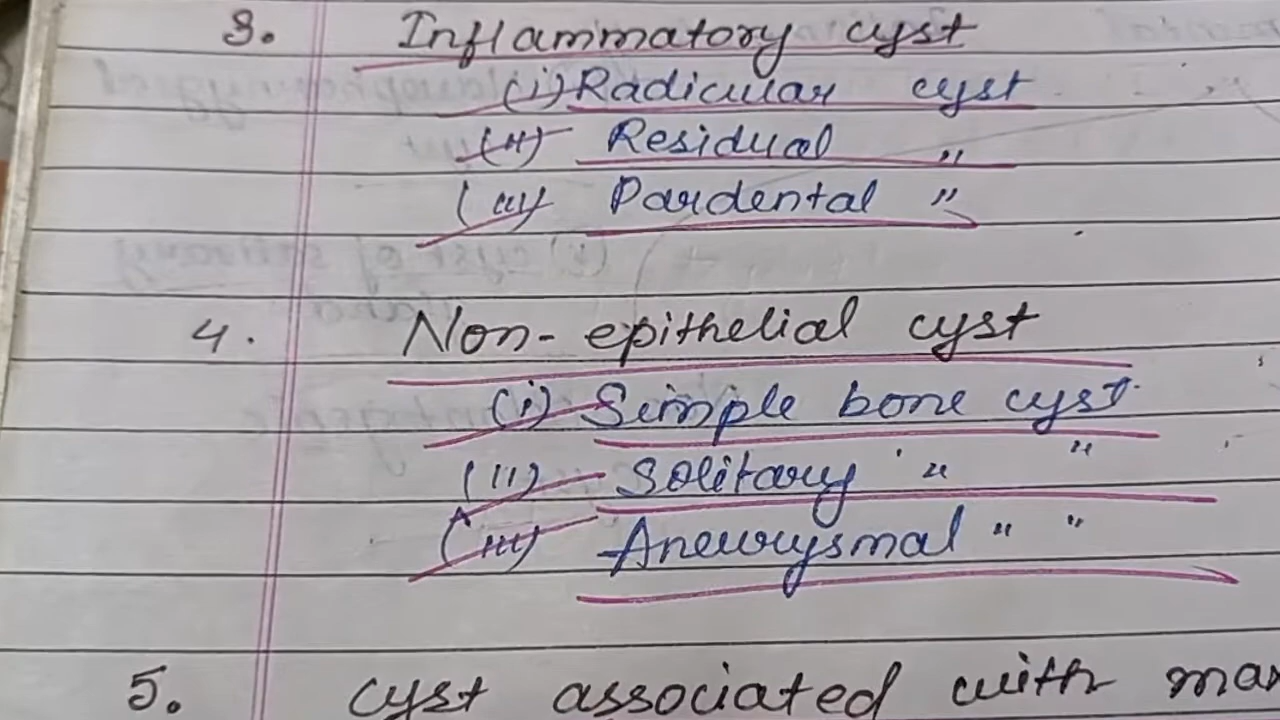 3. Inflammatory cyst
(i) Radicular cyst
(ii) Residual "
(iii) Pardental "
4. Non-epithelial cyst
(i) Simple bone cyst
(ii) Solitary " "
(iii) Aneurysmal " "
5. cyst associated with max